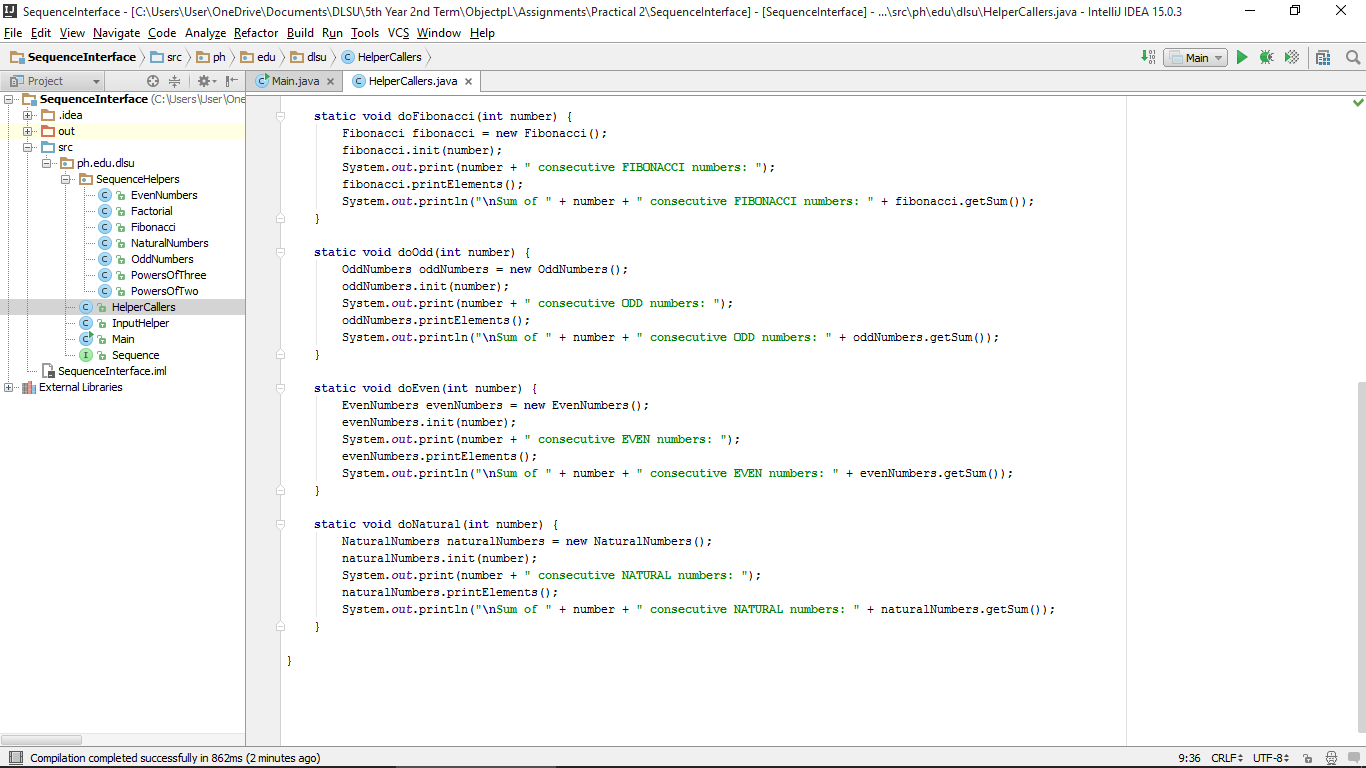 SequenceInterface - [C:\Users\User\OneDrive\Documents\DLSU\5th Year 2nd Term\ObjectpL\Assignments\Practical 2\SequenceInterface] - [SequenceInterface] - ...\src\ph\edu\dlsu\HelperCallers.java - IntelliJ IDEA 15.0.3
File Edit View Navigate Code Analyze Refactor Build Run Tools VCS Window Help
SequenceInterface src ph edu dlsu HelperCallers Main
Project Main.java HelperCallers.java
SequenceInterface (C:\Users\User\One
.idea
out
src
ph.edu.dlsu
SequenceHelpers
EvenNumbers
Factorial
Fibonacci
NaturalNumbers
OddNumbers
PowersOfThree
PowersOfTwo
HelperCallers
InputHelper
Main
Sequence
SequenceInterface.iml
External Libraries
static void doFibonacci(int number) {
Fibonacci fibonacci = new Fibonacci();
fibonacci.init(number);
System.out.print(number + " consecutive FIBONACCI numbers: ");
fibonacci.printElements();
System.out.println("\nSum of " + number + " consecutive FIBONACCI numbers: " + fibonacci.getSum());
}
static void doOdd(int number) {
OddNumbers oddNumbers = new OddNumbers();
oddNumbers.init(number);
System.out.print(number + " consecutive ODD numbers: ");
oddNumbers.printElements();
System.out.println("\nSum of " + number + " consecutive ODD numbers: " + oddNumbers.getSum());
}
static void doEven(int number) {
EvenNumbers evenNumbers = new EvenNumbers();
evenNumbers.init(number);
System.out.print(number + " consecutive EVEN numbers: ");
evenNumbers.printElements();
System.out.println("\nSum of " + number + " consecutive EVEN numbers: " + evenNumbers.getSum());
}
static void doNatural(int number) {
NaturalNumbers naturalNumbers = new NaturalNumbers();
naturalNumbers.init(number);
System.out.print(number + " consecutive NATURAL numbers: ");
naturalNumbers.printElements();
System.out.println("\nSum of " + number + " consecutive NATURAL numbers: " + naturalNumbers.getSum());
}
}
Compilation completed successfully in 862ms (2 minutes ago) 9:36 CRLF UTF-8